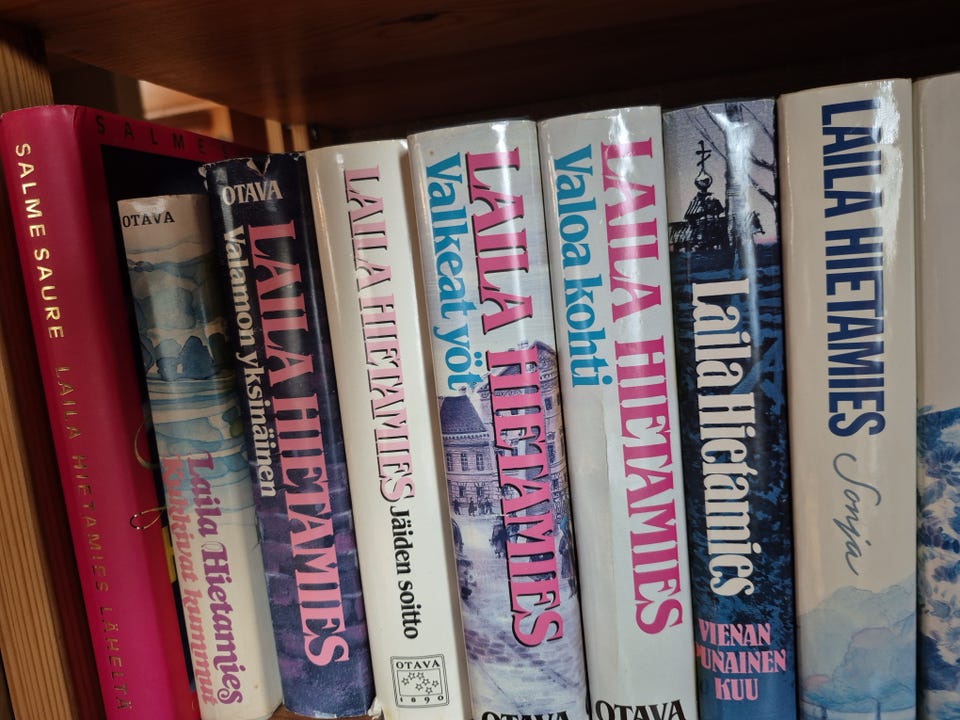 SALME SAURE LAILA HIETAMIES LÄHELTÄ
SALME
OTAVA
Laila Hietamies
Kukkivat kummut
OTAVA
LAILA HIETAMIES
Valamon yksinäinen
LAILA HIETAMIES Jäiden soitto
OTAVA
1890
LAILA HIETAMIES
Valkeat yöt
OTAVA
LAILA HIETAMIES
Valoa kohti
OTAVA
Laila Hietamies
VIENAN
PUNAINEN
KUU
LAILA HIETAMIES Sonja